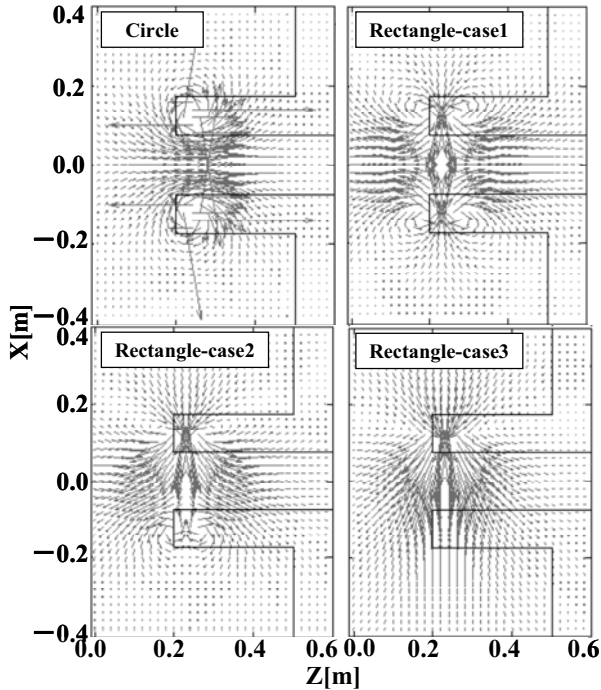 Circle
Rectangle-case1
0.4
0.2
0.0
−0.2
−0.4
X[m]
Rectangle-case2
Rectangle-case3
0.4
0.2
0.0
−0.2
−0.4
0.0 0.2 0.4 0.6 0.0 0.2 0.4 0.6
Z[m]